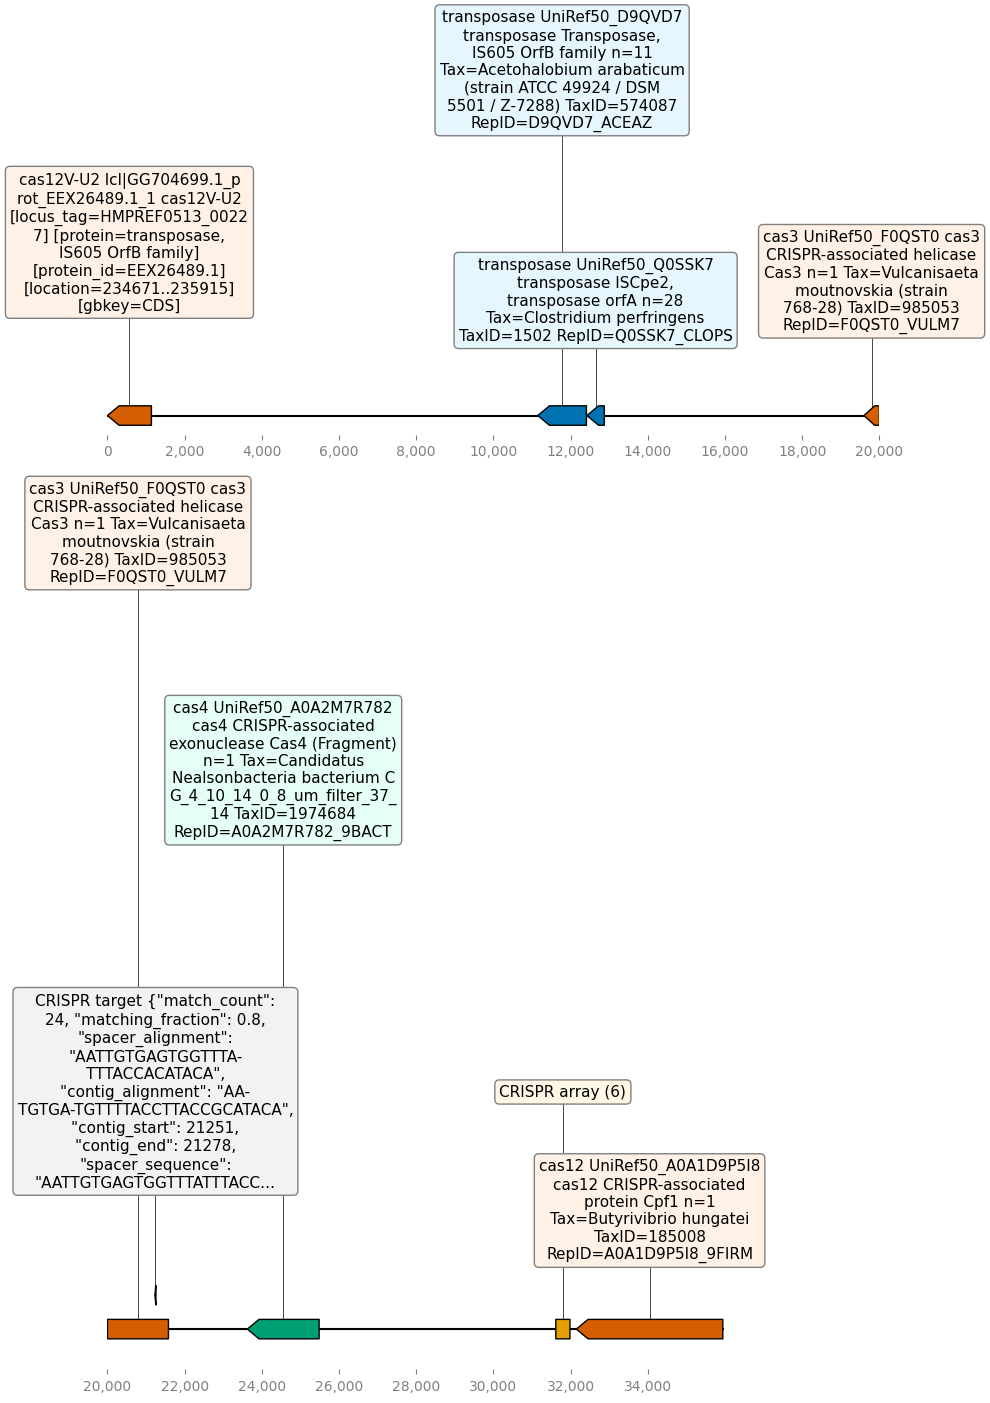 transposase UniRef50_D9QVD7
transposase Transposase,
IS605 OrfB family n=11
Tax=Acetohalobium arabaticum
(strain ATCC 49924 / DSM
5501 / Z-7288) TaxID=574087
RepID=D9QVD7_ACEAZ
cas12V-U2 lcl|GG704699.1_p
rot_EEX26489.1_1 cas12V-U2
[locus_tag=HMPREF0513_0022
7] [protein=transposase,
IS605 OrfB family]
[protein_id=EEX26489.1]
[location=234671..235915]
[gbkey=CDS]
transposase UniRef50_Q0SSK7
transposase ISCpe2,
transposase orfA n=28
Tax=Clostridium perfringens
TaxID=1502 RepID=Q0SSK7_CLOPS
cas3 UniRef50_F0QST0 cas3
CRISPR-associated helicase
Cas3 n=1 Tax=Vulcanisaeta
moutnovskia (strain
768-28) TaxID=985053
RepID=F0QST0_VULM7
0 2,000 4,000 6,000 8,000 10,000 12,000 14,000 16,000 18,000 20,000
cas3 UniRef50_F0QST0 cas3
CRISPR-associated helicase
Cas3 n=1 Tax=Vulcanisaeta
moutnovskia (strain
768-28) TaxID=985053
RepID=F0QST0_VULM7
cas4 UniRef50_A0A2M7R782
cas4 CRISPR-associated
exonuclease Cas4 (Fragment)
n=1 Tax=Candidatus
Nealsonbacteria bacterium C
G_4_10_14_0_8_um_filter_37_
14 TaxID=1974684
RepID=A0A2M7R782_9BACT
CRISPR target {"match_count":
24, "matching_fraction": 0.8,
"spacer_alignment":
"AATTGTGAGTGGTTTA-
TTTACCACATACA",
"contig_alignment": "AA-
TGTGA-TGTTTTACCTTACCGCATACA",
"contig_start": 21251,
"contig_end": 21278,
"spacer_sequence":
"AATTGTGAGTGGTTTATTTACC...
CRISPR array (6)
cas12 UniRef50_A0A1D9P5I8
cas12 CRISPR-associated
protein Cpf1 n=1
Tax=Butyrivibrio hungatei
TaxID=185008
RepID=A0A1D9P5I8_9FIRM
20,000 22,000 24,000 26,000 28,000 30,000 32,000 34,000